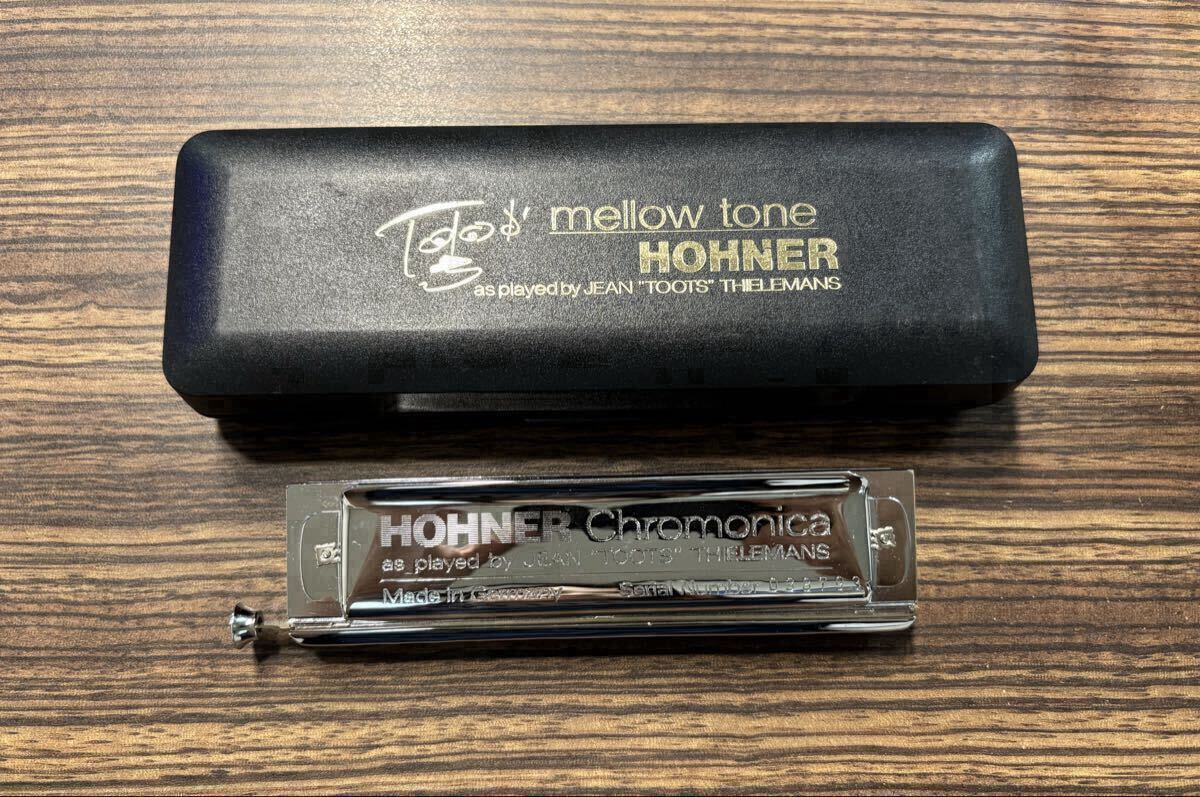 Toots' mellow tone
HOHNER
as played by JEAN "TOOTS" THIELEMANS
HOHNER Chromonica
as played by JEAN "TOOTS" THIELEMANS
Made in Germany Serial Number